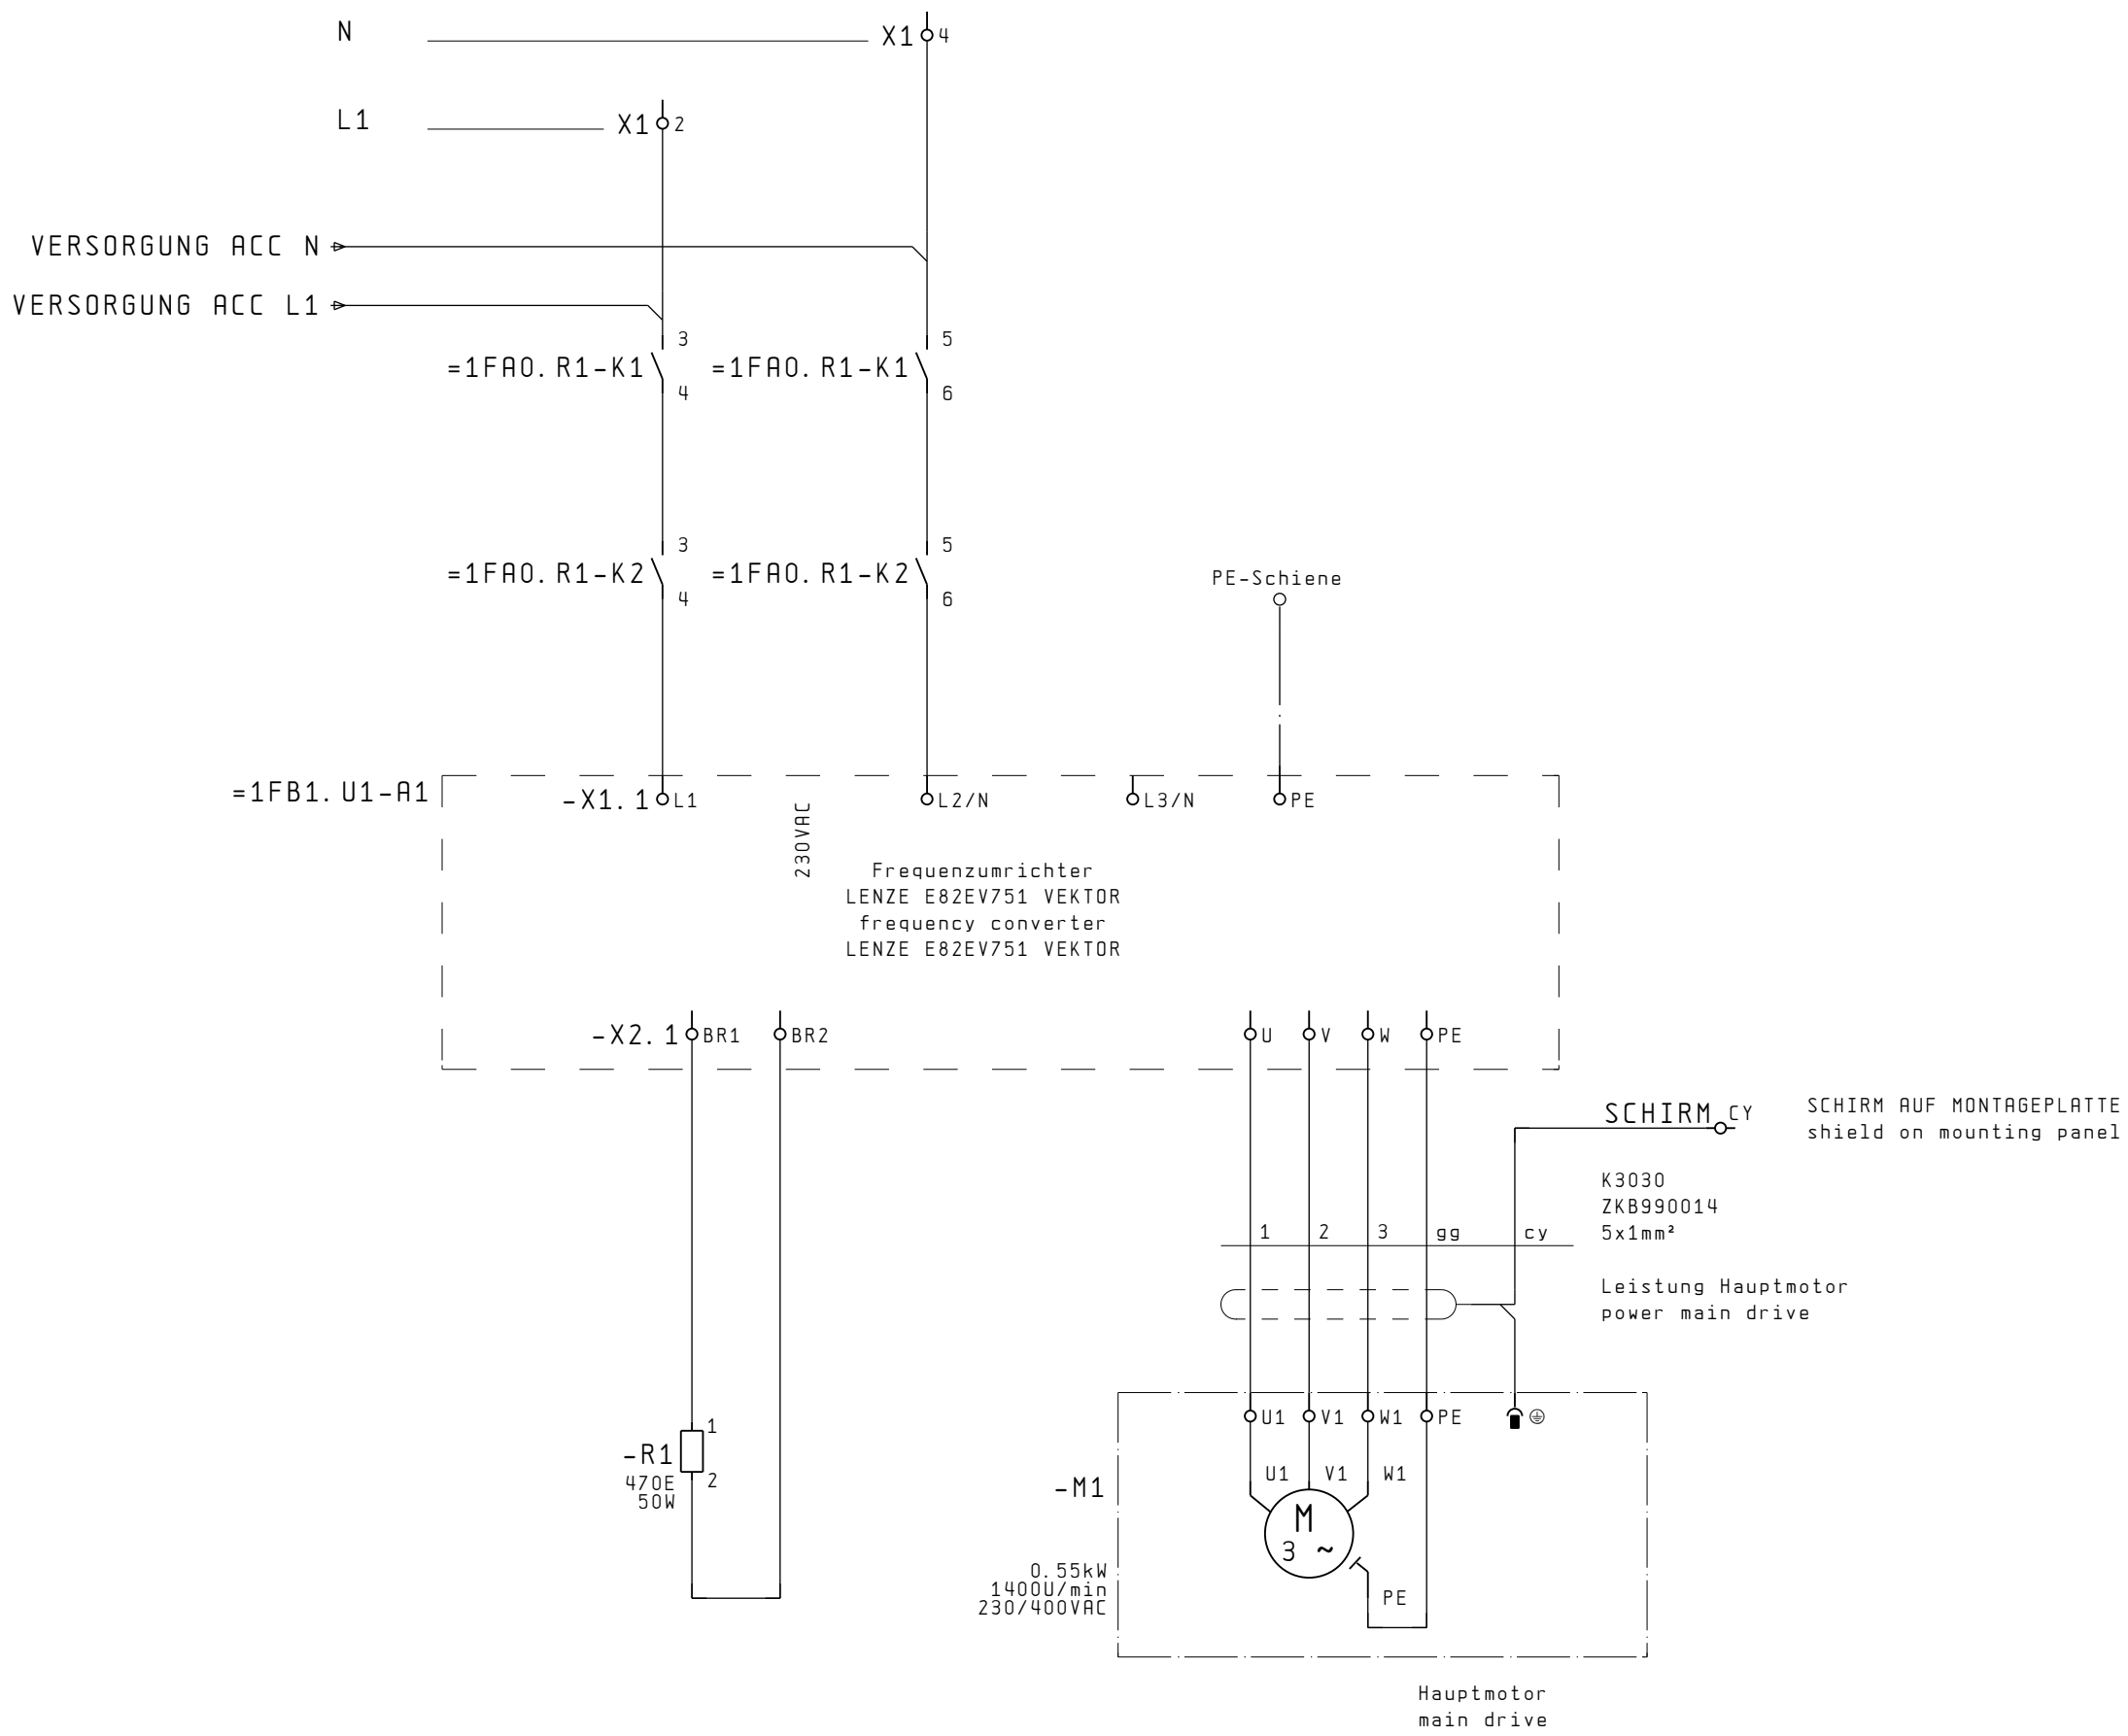 N
X1 4
L1
X1 2
VERSORGUNG ACC N
VERSORGUNG ACC L1
3 5
=1FA0.R1-K1 =1FA0.R1-K1
4 6
3 5
=1FA0.R1-K2 =1FA0.R1-K2
4 6
PE-Schiene
=1FB1.U1-A1 -X1.1 L1 L2/N L3/N PE
230VAC
Frequenzumrichter
LENZE E82EV751 VEKTOR
frequency converter
LENZE E82EV751 VEKTOR
-X2.1 BR1 BR2 U V W PE
SCHIRM CY
SCHIRM AUF MONTAGEPLATTE
shield on mounting panel
K3030
ZKB990014
5x1mm²
1 2 3 gg cy
Leistung Hauptmotor
power main drive
U1 V1 W1 PE
1
-R1
2
470E
50W
U1 V1 W1
-M1
M
3 ~
0.55kW
1400U/min
230/400VAC
PE
Hauptmotor
main drive